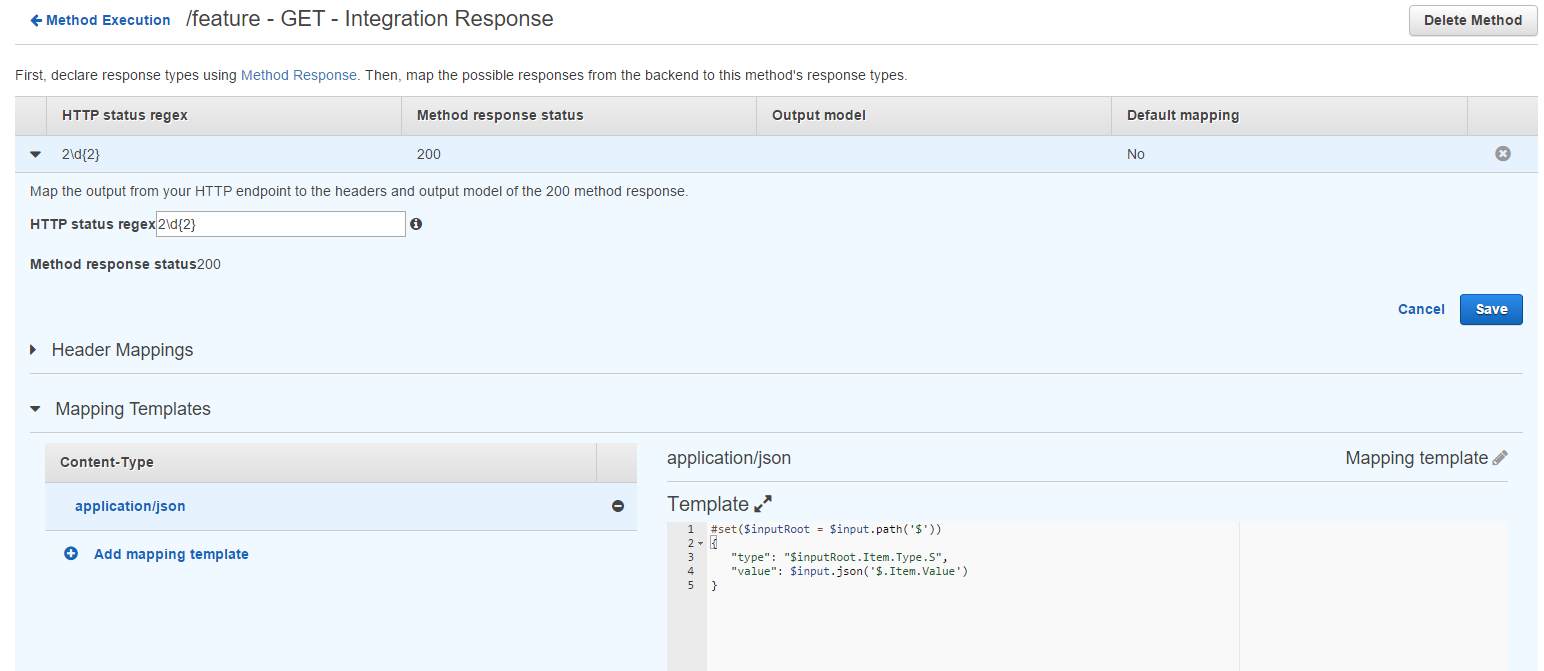 Method Execution /feature - GET - Integration Response Delete Method
First, declare response types using Method Response. Then, map the possible responses from the backend to this method's response types.
HTTP status regex Method response status Output model Default mapping
2\d{2} 200 No
Map the output from your HTTP endpoint to the headers and output model of the 200 method response.
HTTP status regex 2\d{2}
Method response status200
Cancel Save
Header Mappings
Mapping Templates
Content-Type
application/json
Add mapping template
application/json Mapping template
Template
1 #set($inputRoot = $input.path('$'))
2 {
3 "type": "$inputRoot.Item.Type.S",
4 "value": $input.json('$.Item.Value')
5 }